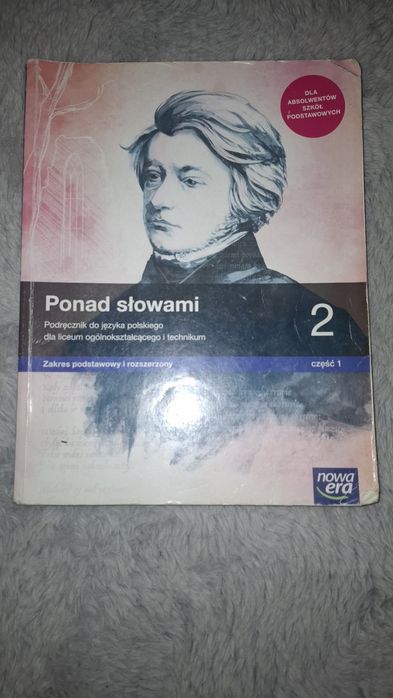 DLA
ABSOLWENTÓW
SZKÓŁ
PODSTAWOWYCH
Ponad słowami
Podręcznik do języka polskiego
dla liceum ogólnokształcącego i technikum
2
Zakres podstawowy i rozszerzony
część 1
nowa
era